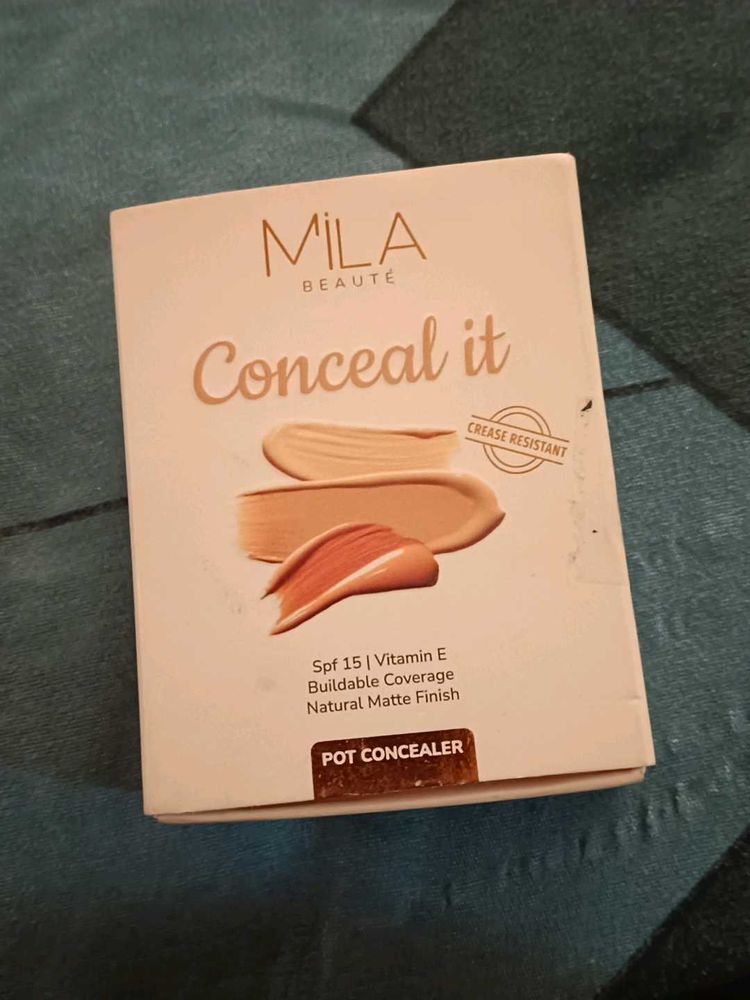 MiLA
BEAUTÉ
Conceal it
CREASE RESISTANT
Spf 15 | Vitamin E
Buildable Coverage
Natural Matte Finish
POT CONCEALER